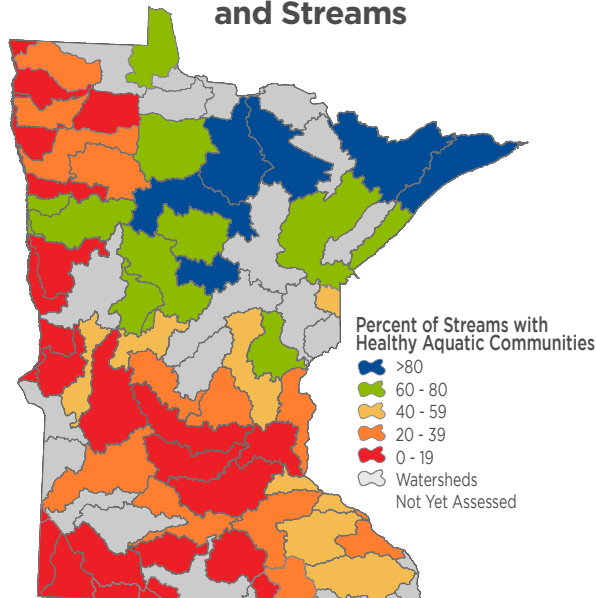 and Streams
Percent of Streams with
Healthy Aquatic Communities
>80
60 - 80
40 - 59
20 - 39
0 - 19
Watersheds
Not Yet Assessed